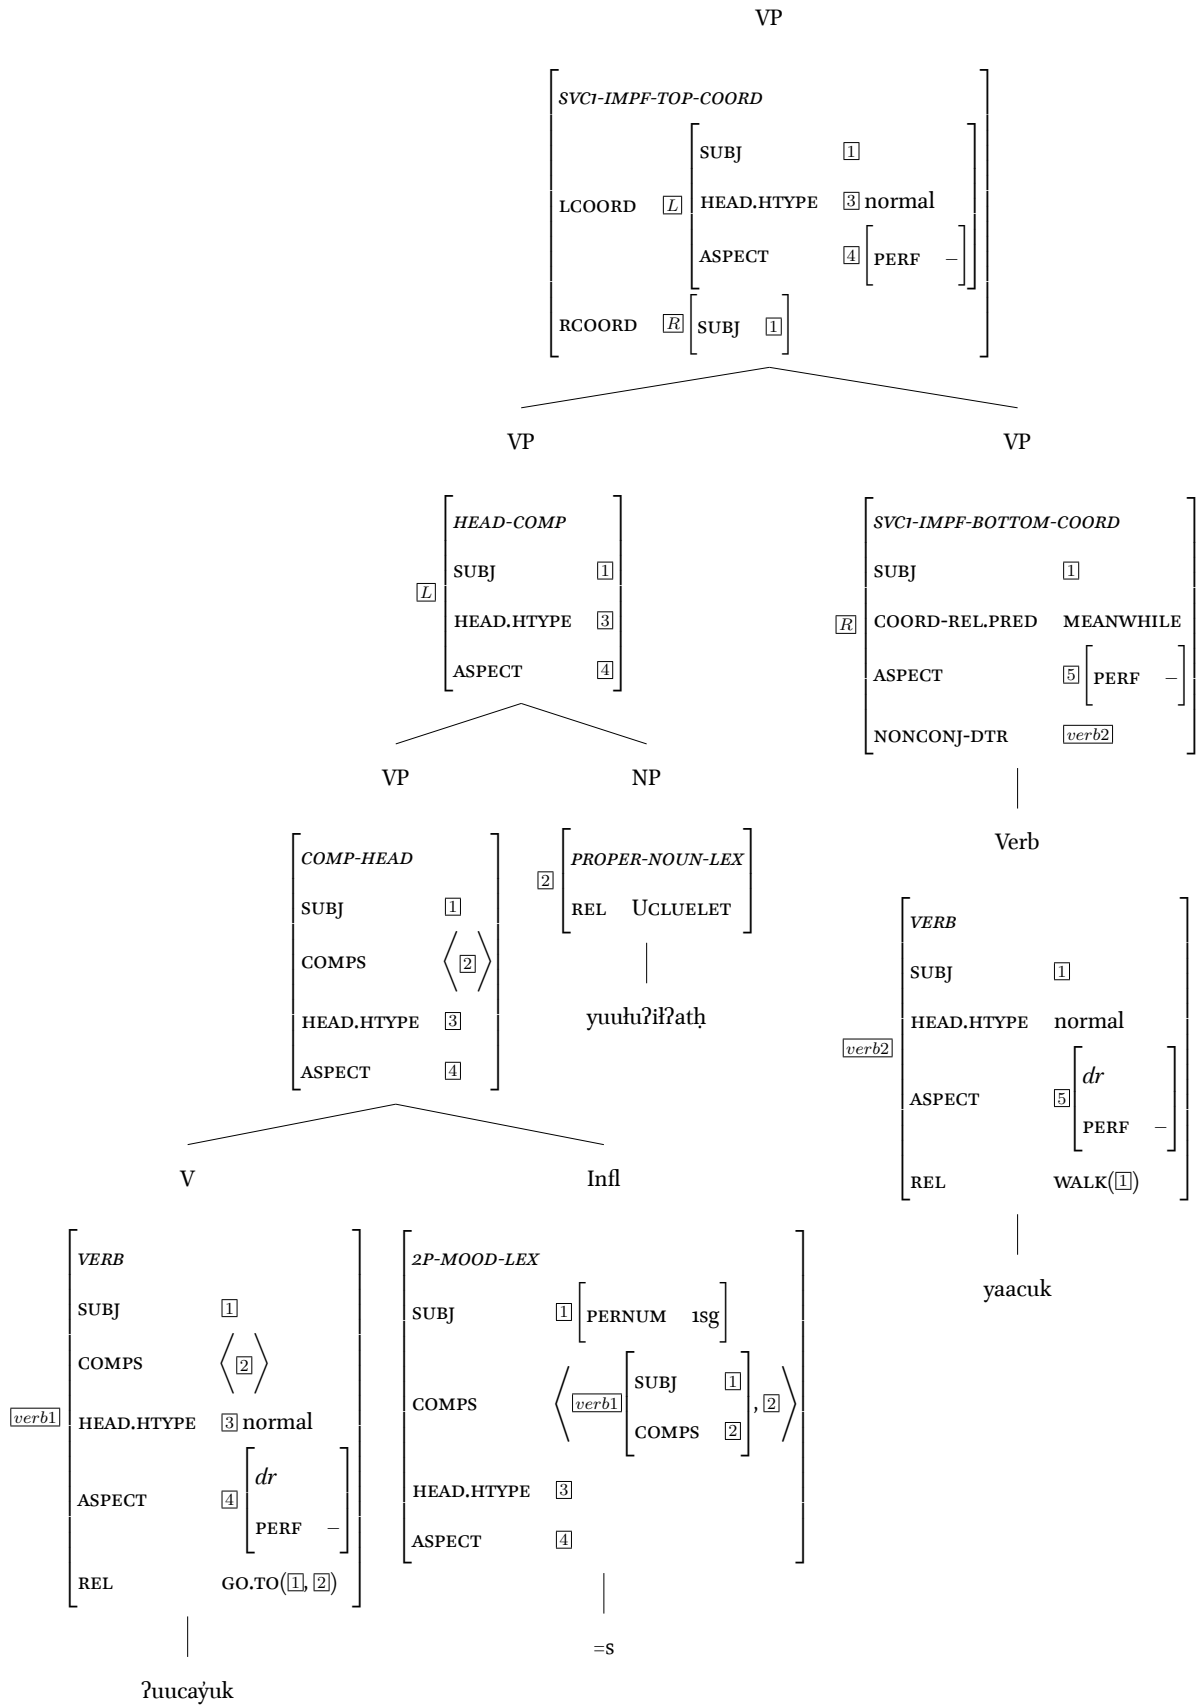 VP
SVC1-IMPF-TOP-COORD
SUBJ 1
LCOORD L HEAD.HTYPE 3 normal
ASPECT 4 PERF –
RCOORD R SUBJ 1
VP VP
HEAD-COMP
SUBJ 1
L HEAD.HTYPE 3
ASPECT 4
SVC1-IMPF-BOTTOM-COORD
SUBJ 1
R COORD-REL.PRED MEANWHILE
ASPECT 5 PERF –
NONCONJ-DTR verb2
VP NP
Verb
COMP-HEAD
SUBJ 1
COMPS ⟨2⟩
HEAD.HTYPE 3
ASPECT 4
2 PROPER-NOUN-LEX
REL UCLUELET
yuułuʔiłʔatḥ
VERB
SUBJ 1
HEAD.HTYPE normal
verb2
ASPECT 5 dr
PERF –
REL WALK(1)
yaacuk
V Infl
VERB
SUBJ 1
COMPS ⟨2⟩
verb1 HEAD.HTYPE 3 normal
ASPECT 4 dr
PERF –
REL GO.TO(1, 2)
ʔuucay̓uk
2P-MOOD-LEX
SUBJ 1 PERNUM 1sg
COMPS ⟨verb1 SUBJ 1
COMPS 2, 2⟩
HEAD.HTYPE 3
ASPECT 4
=s